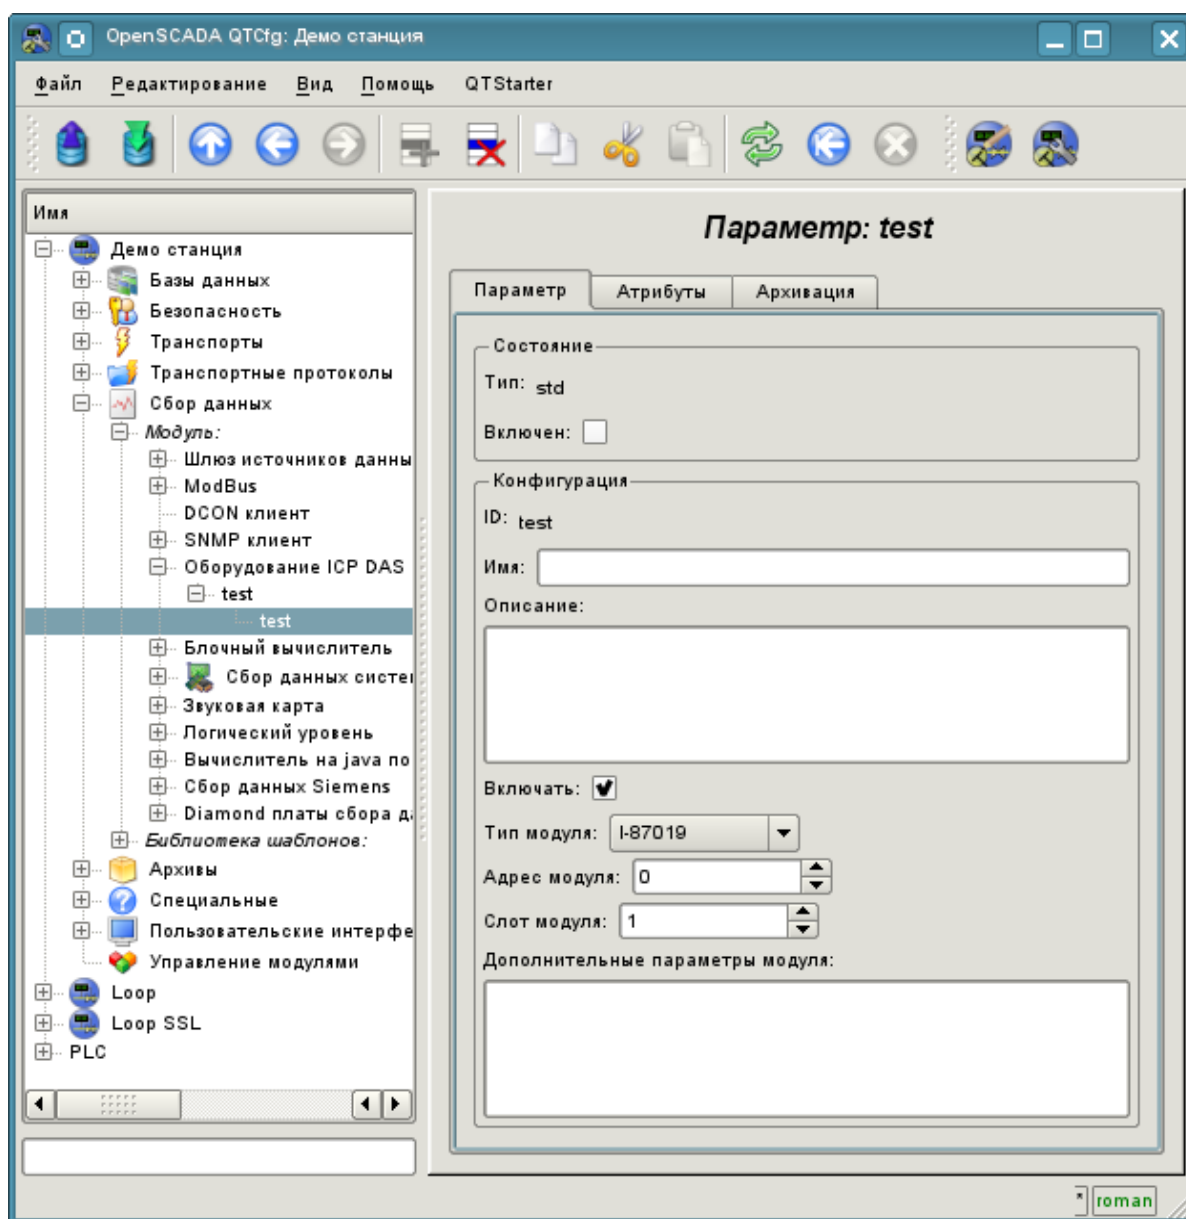 OpenSCADA QTCfg: Демо станция
Файл Редактирование Вид Помощь QTStarter
Имя
Демо станция
Базы данных
Безопасность
Транспорты
Транспортные протоколы
Сбор данных
Модуль:
Шлюз источников данны
ModBus
DCON клиент
SNMP клиент
Оборудование ICP DAS
test
test
Блочный вычислитель
Сбор данных систе
Звуковая карта
Логический уровень
Вычислитель на java по
Сбор данных Siemens
Diamond платы сбора д
Библиотека шаблонов:
Архивы
Специальные
Пользовательские интерфе
Управление модулями
Loop
Loop SSL
PLC
Параметр: test
Параметр Атрибуты Архивация
Состояние
Тип: std
Включен:
Конфигурация
ID: test
Имя:
Описание:
Включать:
Тип модуля: I-87019
Адрес модуля: 0
Слот модуля: 1
Дополнительные параметры модуля:
* roman